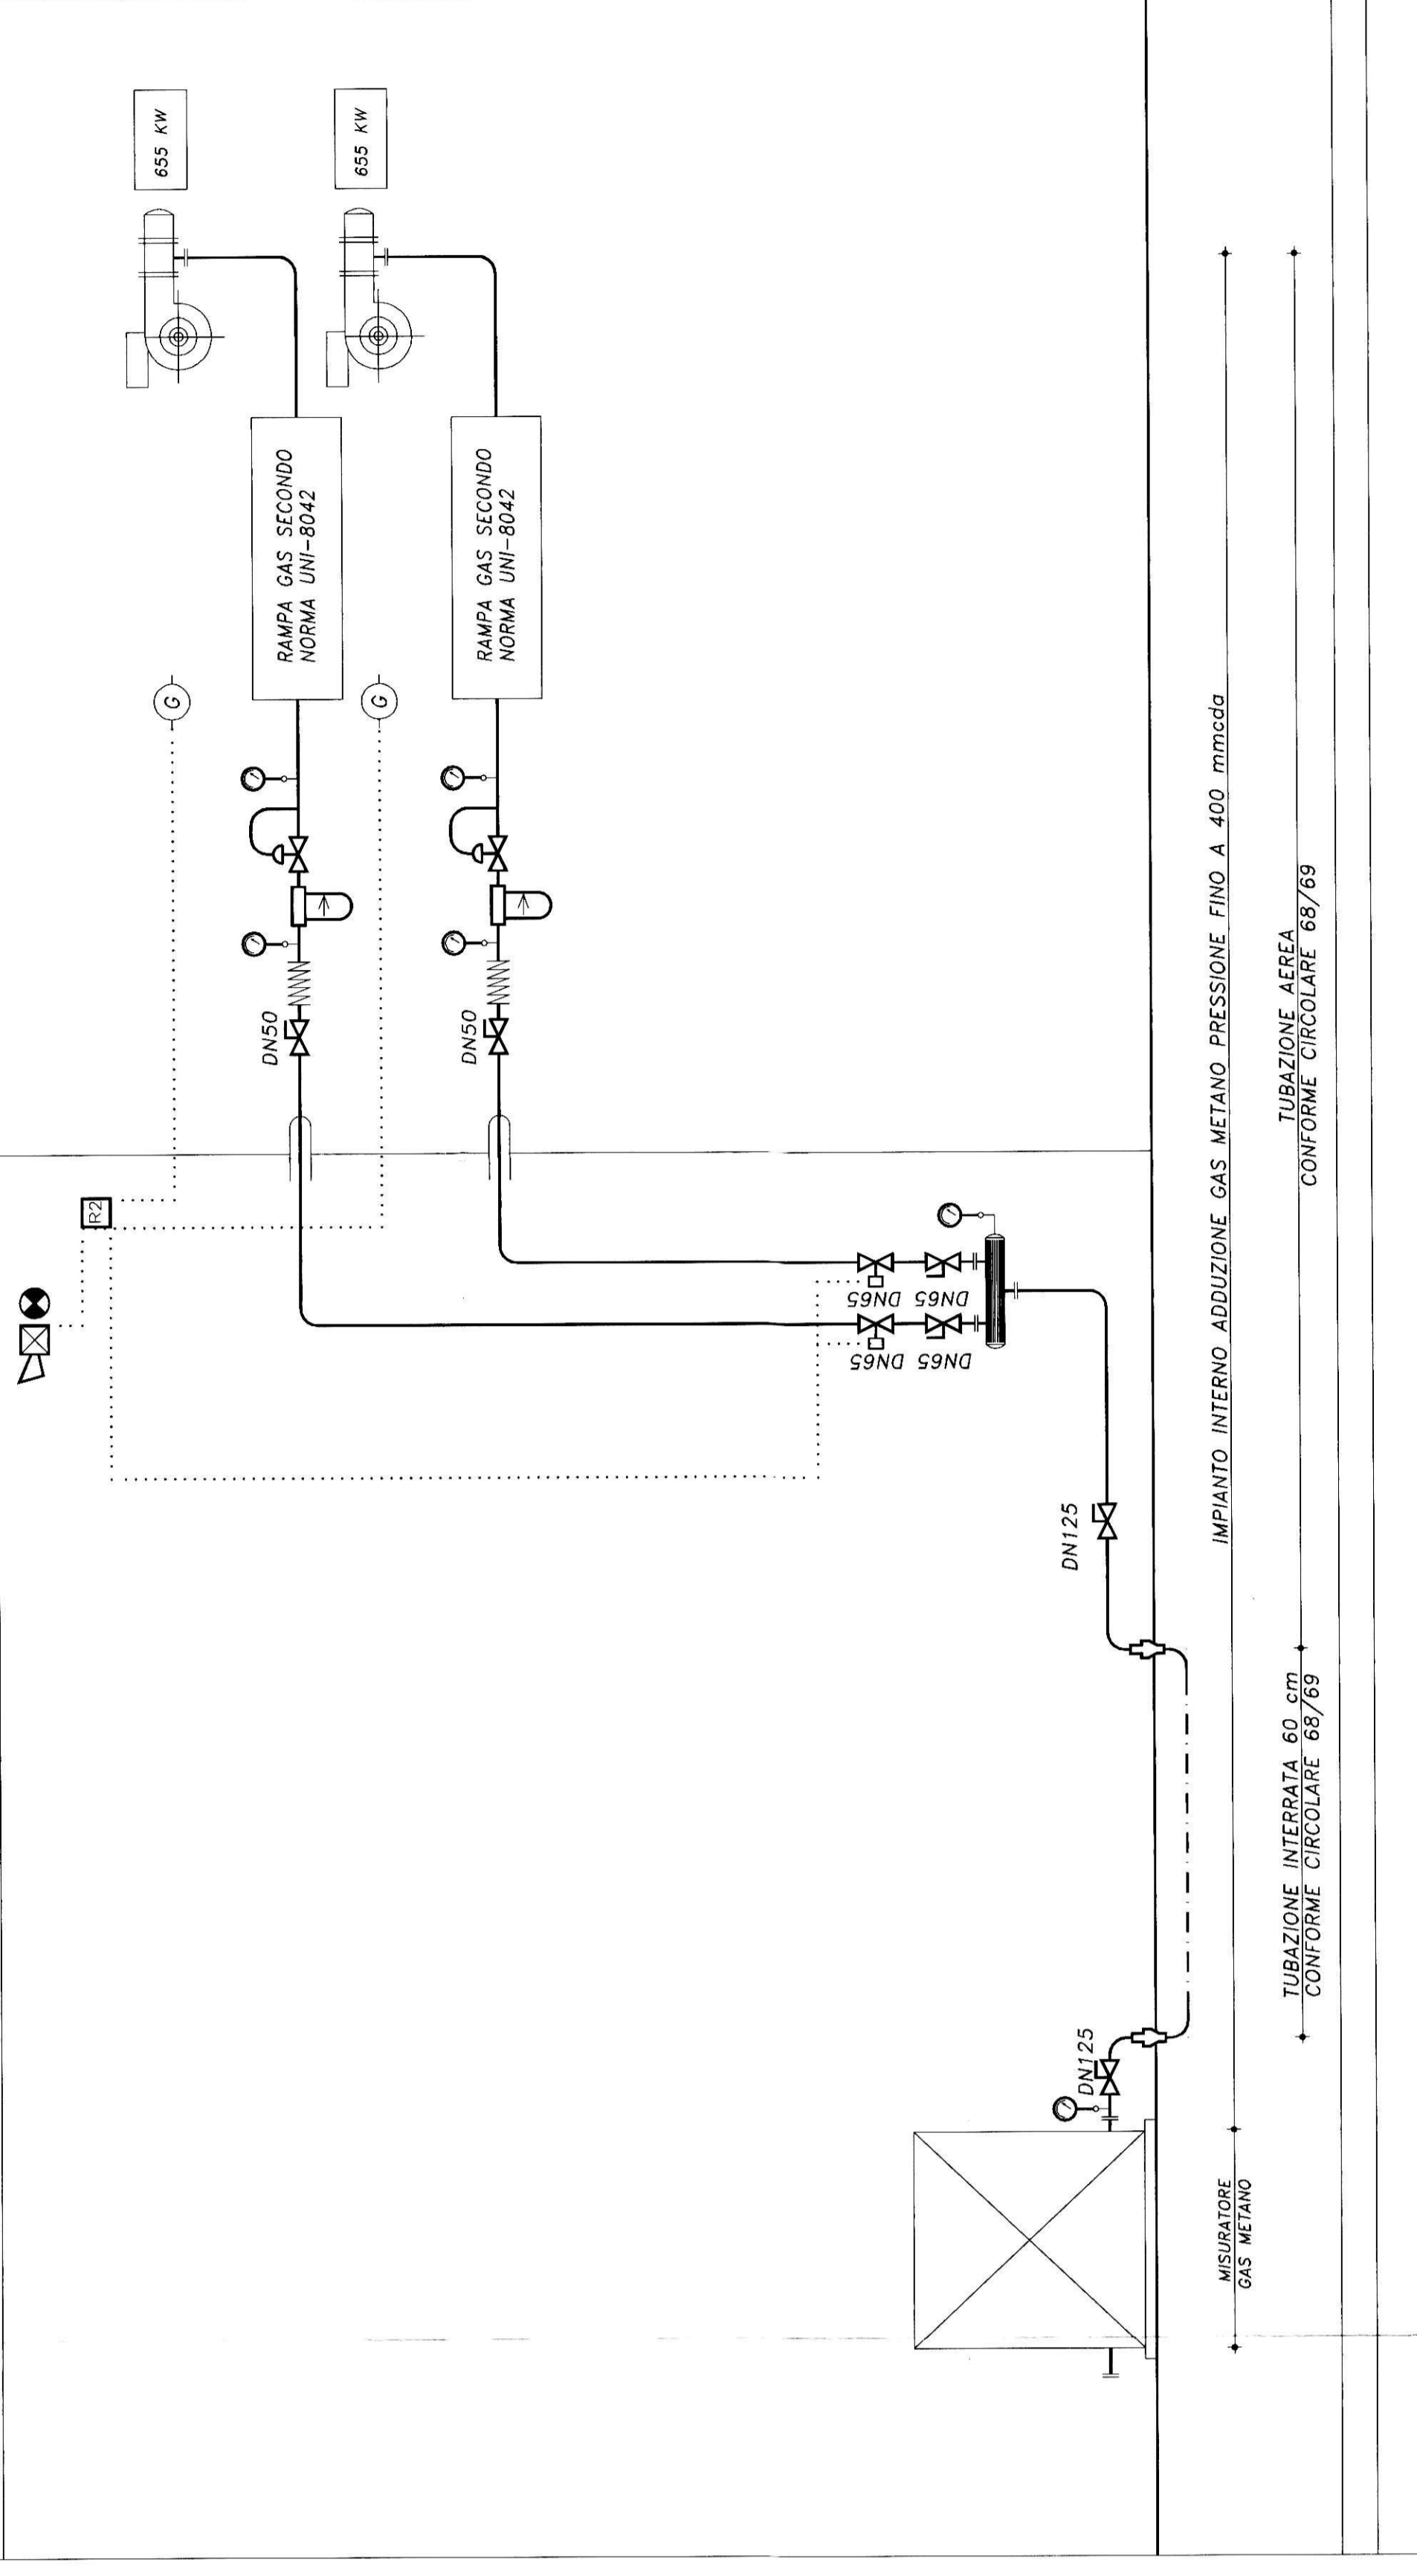 655 KW
655 KW
RAMPA GAS SECONDO
NORMA UNI-8042
RAMPA GAS SECONDO
NORMA UNI-8042
G
G
DN50
DN50
R2
DN65
DN65
DN65
DN65
DN125
DN125
IMPIANTO INTERNO ADDUZIONE GAS METANO PRESSIONE FINO A 400 mmcda
MISURATORE
GAS METANO
TUBAZIONE INTERRATA 60 cm
CONFORME CIRCOLARE 68/69
TUBAZIONE AEREA
CONFORME CIRCOLARE 68/69